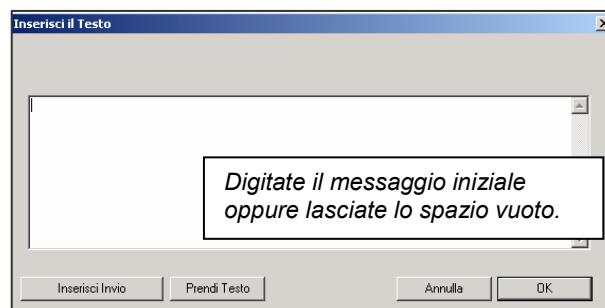 Inserisci il Testo
Digitate il messaggio iniziale
oppure lasciate lo spazio vuoto.
Inserisci Invio Prendi Testo Annulla OK